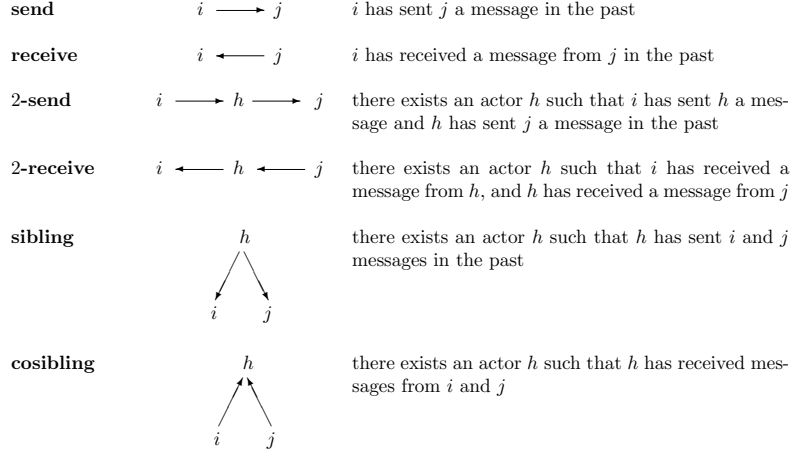 send i j i has sent j a message in the past
receive i j i has received a message from j in the past
2-send i h j there exists an actor h such that i has sent h a mes-
sage and h has sent j a message in the past
2-receive i h j there exists an actor h such that i has received a
message from h, and h has received a message from j
sibling h there exists an actor h such that h has sent i and j
messages in the past
i j
cosibling h there exists an actor h such that h has received mes-
sages from i and j
i j